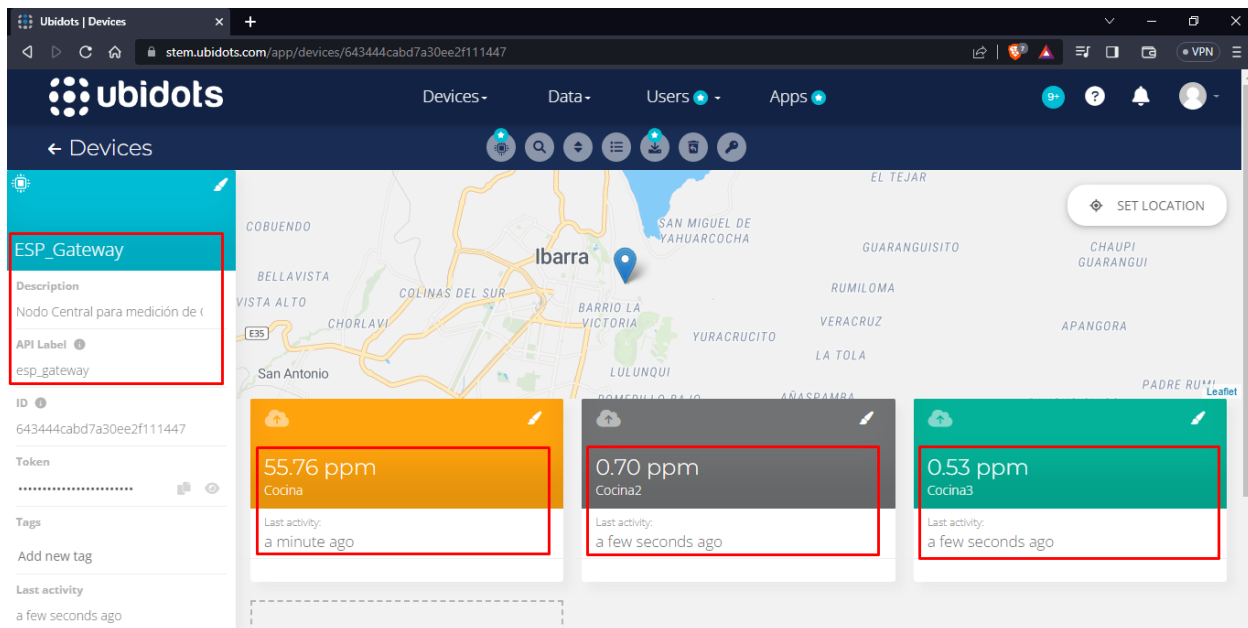 Ubidots | Devices
stem.ubidots.com/app/devices/643444cabd7a30ee2f111447
VPN
ubidots
Devices
Data
Users
Apps
9+
?
← Devices
ESP_Gateway
Description
Nodo Central para medición de (
API Label
esp_gateway
ID
643444cabd7a30ee2f111447
Token
Tags
Add new tag
Last activity
a few seconds ago
EL TEJAR
SET LOCATION
COBUENDO
SAN MIGUEL DE
YAHUARCOCHA
Ibarra
GUARANGUISITO
CHAUPI
GUARANGUI
BELLAVISTA
COLINAS DEL SUR
RUMILOMA
VISTA ALTO
BARRIO LA
VICTORIA
CHORLAVI
VERACRUZ
APANGORA
E35
YURACRUCITO
LA TOLA
San Antonio
LULUNQUI
PADRE RUMI
Leaflet
55.76 ppm
Cocina
Last activity:
a minute ago
0.70 ppm
Cocina2
Last activity:
a few seconds ago
0.53 ppm
Cocina3
Last activity:
a few seconds ago